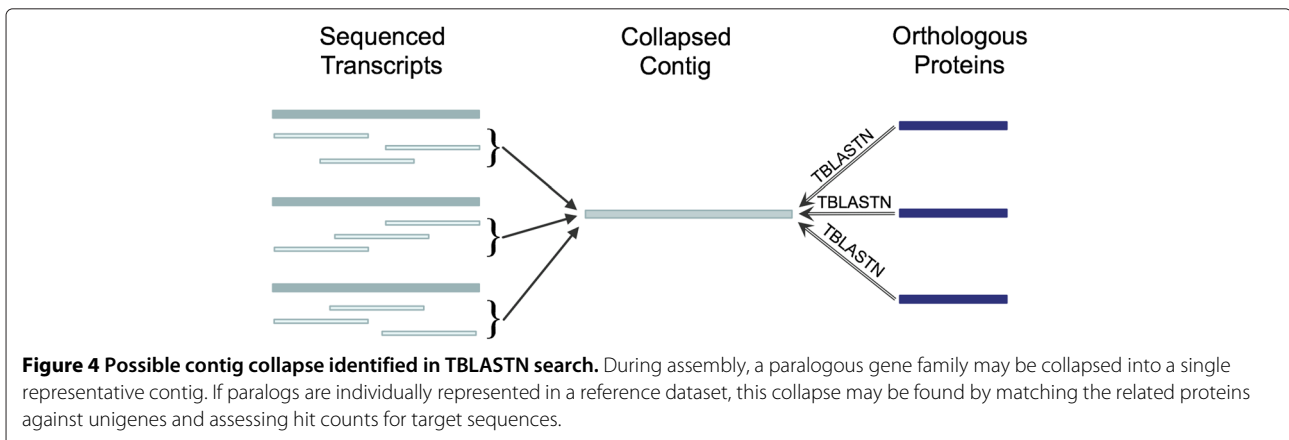 Sequenced
Transcripts
Collapsed
Contig
Orthologous
Proteins
TBLASTN
TBLASTN
TBLASTN
Figure 4 Possible contig collapse identified in TBLASTN search. During assembly, a paralogous gene family may be collapsed into a single
representative contig. If paralogs are individually represented in a reference dataset, this collapse may be found by matching the related proteins
against unigenes and assessing hit counts for target sequences.